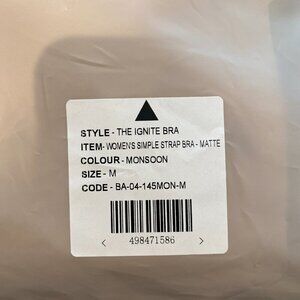 STYLE - THE IGNITE BRA
ITEM- WOMEN'S SIMPLE STRAP BRA - MATTE
COLOUR - MONSOON
SIZE - M
CODE - BA-04-145MON-M
< 498471586 >